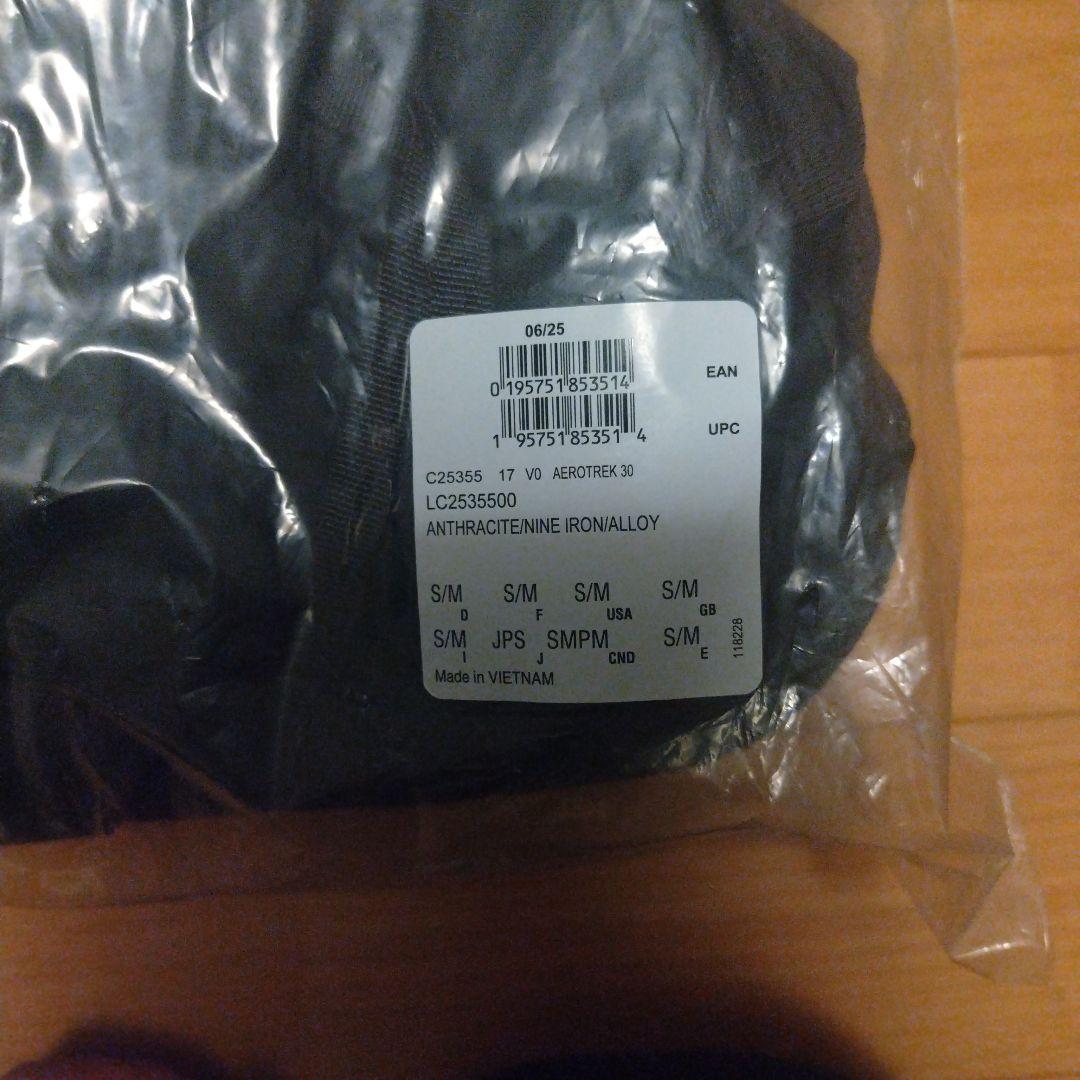 06/25
0 195751 853514 EAN
1 95751 85351 4 UPC
C25355 17 V0 AEROTREK 30
LC2535500
ANTHRACITE/NINE IRON/ALLOY
S/M D S/M F S/M USA S/M GB
S/M I JPS J SMPM CND S/M E
118228
Made in VIETNAM